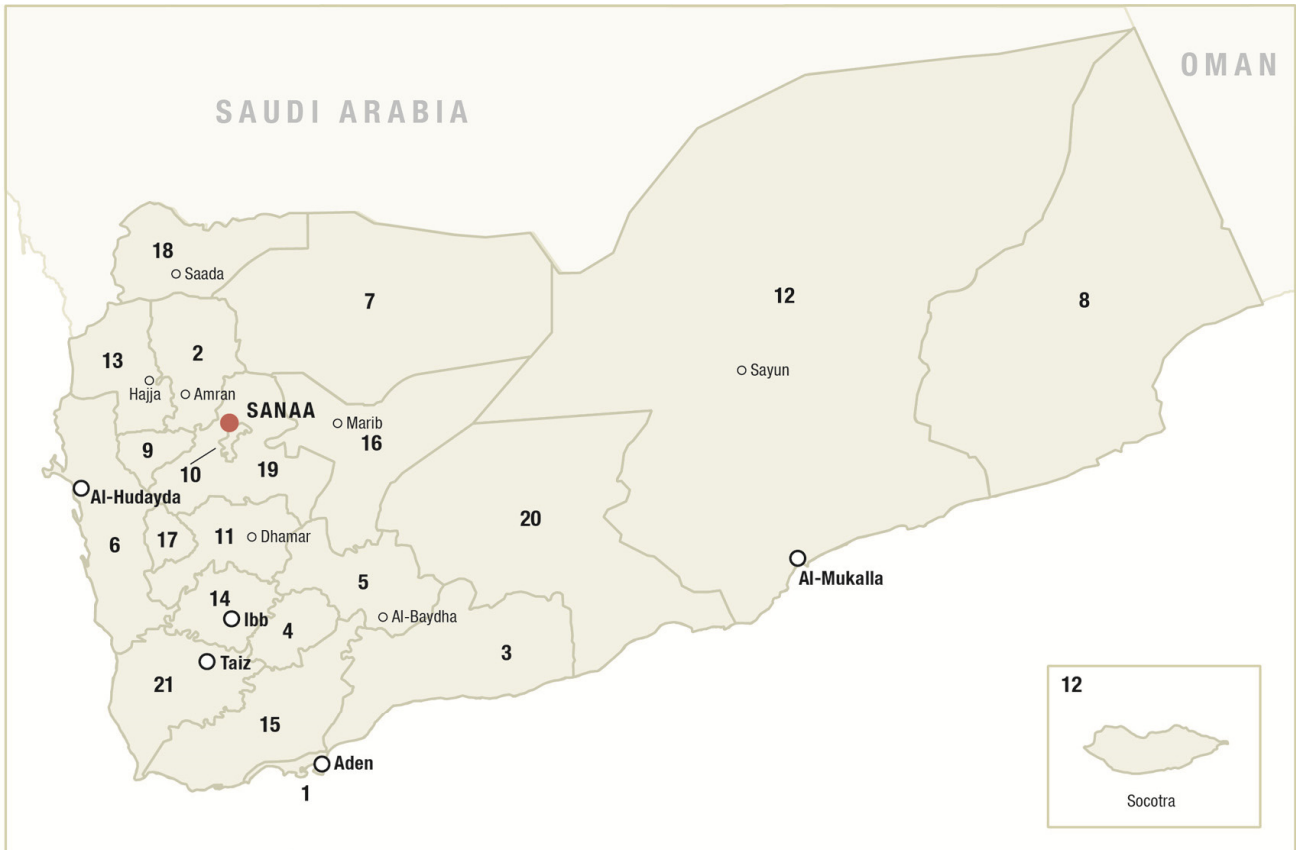 OMAN
SAUDI ARABIA
18
Saada
7
12
8
13
2
Hajja
Amran
SANAA
Sayun
Marib
16
9
10
19
Al-Hudayda
6
17
11
Dhamar
20
Al-Mukalla
5
14
Ibb
4
Al-Baydha
3
Taiz
21
15
Aden
1
12
Socotra